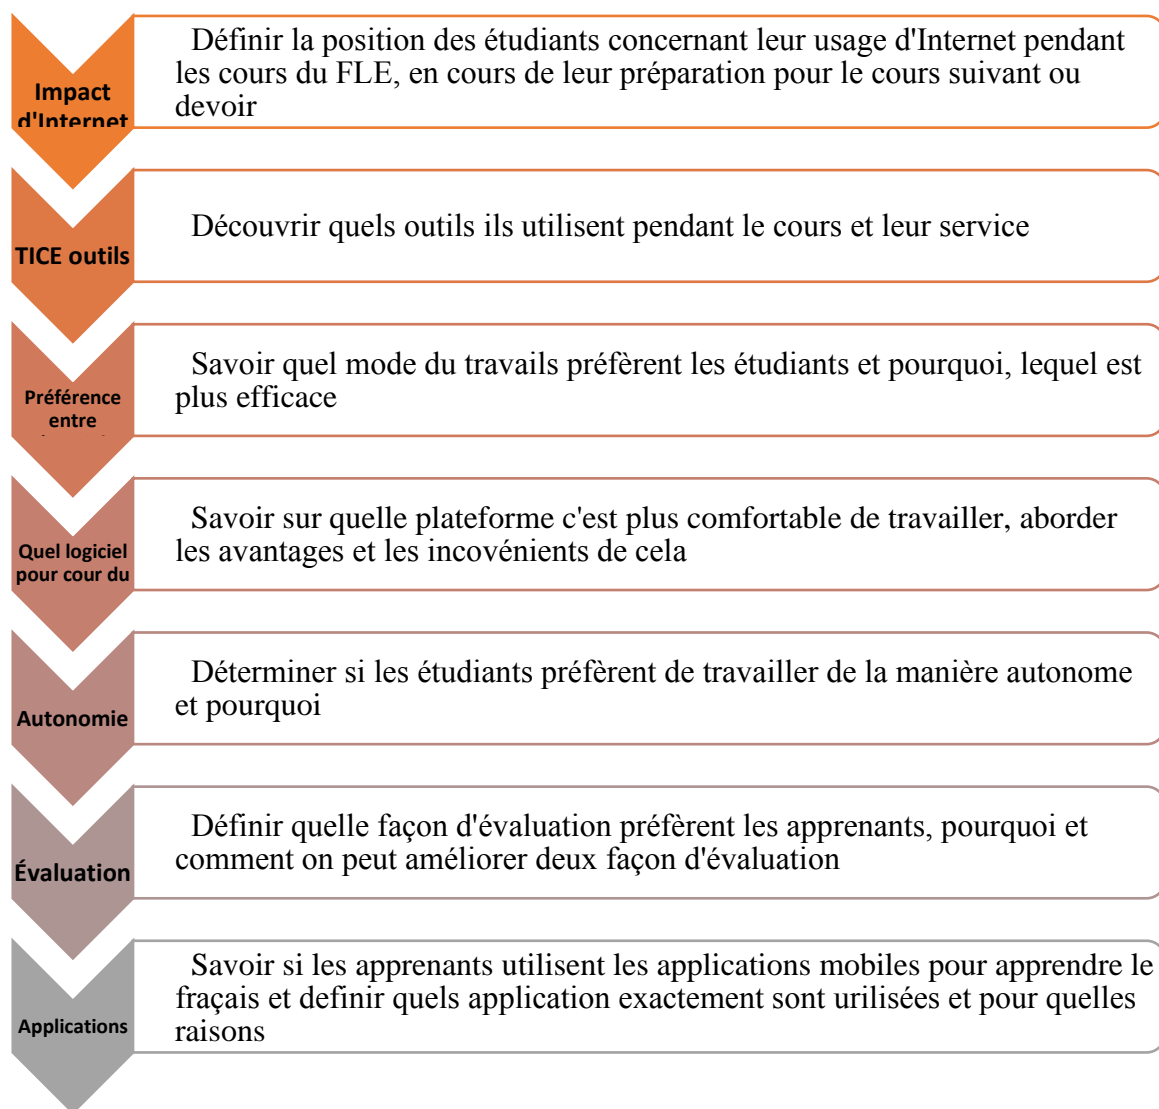 Impact
d'Internet
Définir la position des étudiants concernant leur usage d'Internet pendant
les cours du FLE, en cours de leur préparation pour le cours suivant ou
devoir
TICE outils
Découvrir quels outils ils utilisent pendant le cours et leur service
Préférence
entre
Savoir quel mode du travails préfèrent les étudiants et pourquoi, lequel est
plus efficace
Quel logiciel
pour cour du
Savoir sur quelle plateforme c'est plus comfortable de travailler, aborder
les avantages et les incovénients de cela
Autonomie
Déterminer si les étudiants préfèrent de travailler de la manière autonome
et pourquoi
Évaluation
Définir quelle façon d'évaluation préfèrent les apprenants, pourquoi et
comment on peut améliorer deux façon d'évaluation
Applications
Savoir si les apprenants utilisent les applications mobiles pour apprendre le
fraçais et definir quels application exactement sont urilisées et pour quelles
raisons